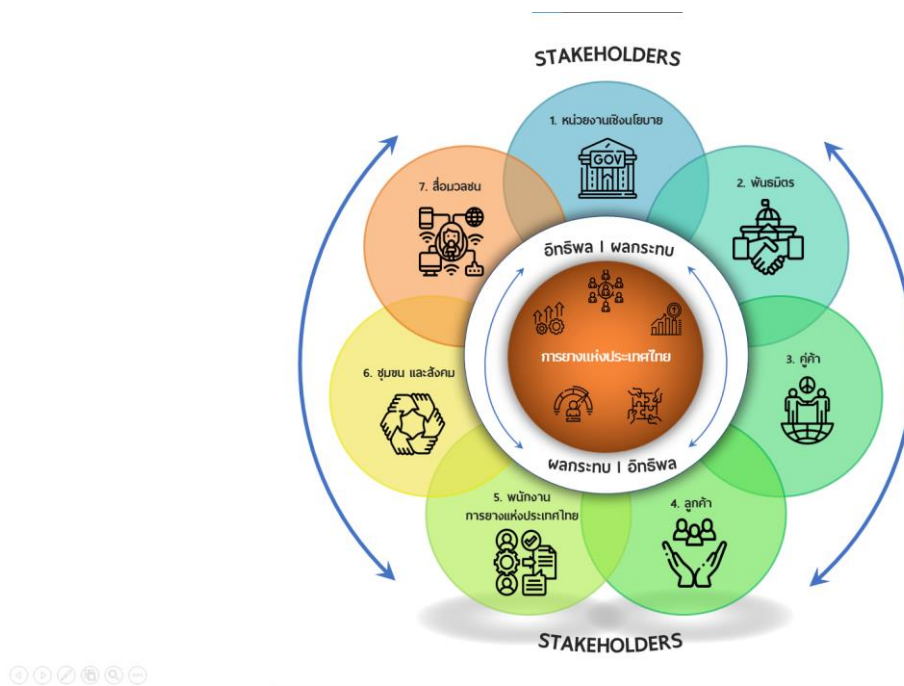 STAKEHOLDERS
1. หน่วยงานเชิงนโยบาย
GOV
2. พันธมิตร
3. คู่ค้า
4. ลูกค้า
5. พนักงาน
การยางแห่งประเทศไทย
6. ชุมชน และสังคม
7. สื่อมวลชน
อิทธิพล | ผลกระทบ
การยางแห่งประเทศไทย
ผลกระทบ | อิทธิพล
STAKEHOLDERS